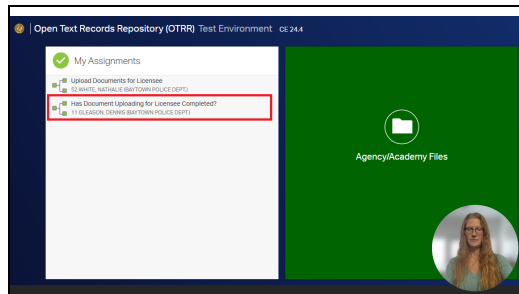 Open Text Records Repository (OTRR) Test Environment CE 24.4
My Assignments
Upload Documents for Licensee
52 WHITE, NATHALIE (BAYTOWN POLICE DEPT.)
Has Document Uploading for Licensee Completed?
11 GLEASON, DENNIS (BAYTOWN POLICE DEPT.)
Agency/Academy Files